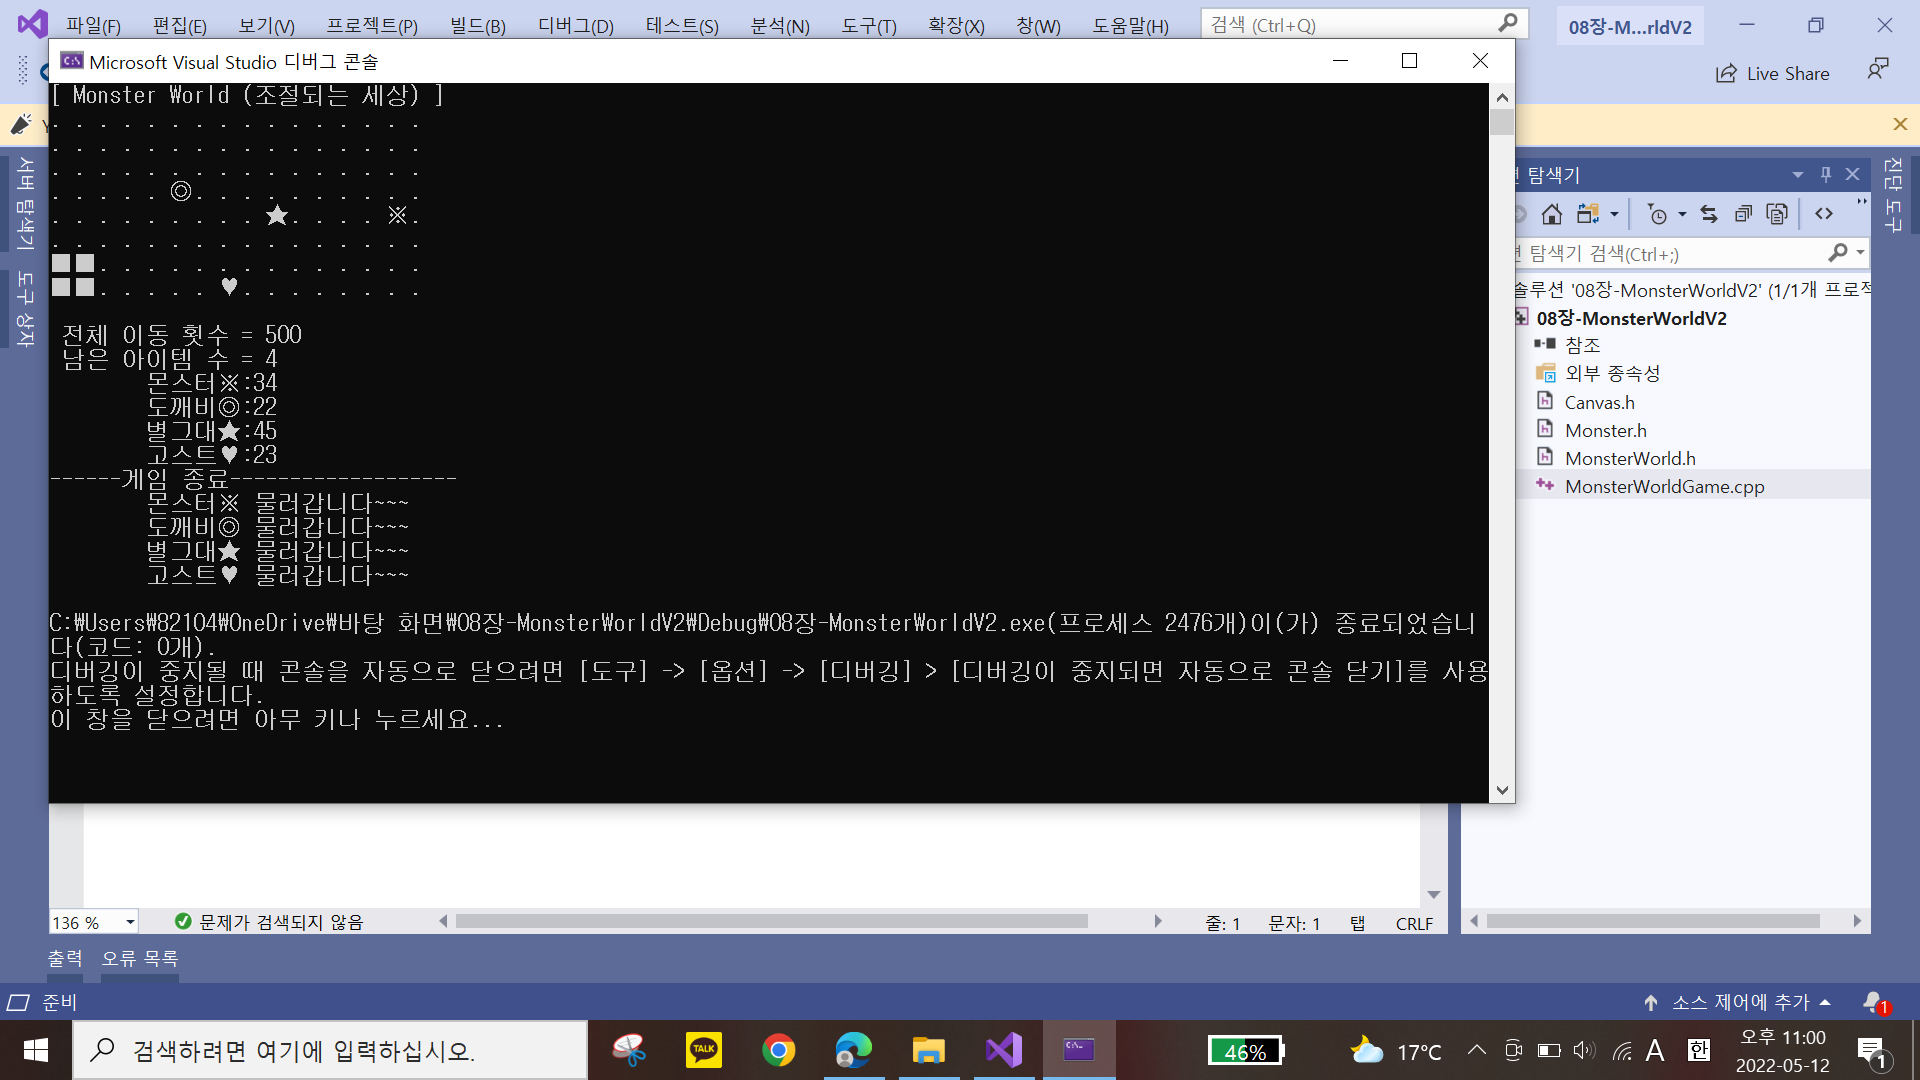 파일(F) 편집(E) 보기(V) 프로젝트(P) 빌드(B) 디버그(D) 테스트(S) 분석(N) 도구(T) 확장(X) 창(W) 도움말(H) 검색 (Ctrl+Q) 08장-M...rldV2
Live Share
Microsoft Visual Studio 디버그 콘솔
[ Monster World (조절되는 세상) ]
. . . . . . . . . . . . . . . .
. . . . . . . . . . . . . . . .
. . . . . . . . . . . . . . . .
. . . . . ◎ . . . . . . . . . .
. . . . . . . . . ★ . . . . ※ .
. . . . . . . . . . . . . . . .
■ ■ . . . . . . . . . . . . . .
■ ■ . . . . . ♥ . . . . . . . .
전체 이동 횟수 = 500
남은 아이템 수 = 4
몬스터※:34
도깨비◎:22
별그대★:45
고스트♥:23
------게임 종료-------------------
몬스터※ 물러갑니다~~~
도깨비◎ 물러갑니다~~~
별그대★ 물러갑니다~~~
고스트♥ 물러갑니다~~~
C:₩Users₩82104₩OneDrive₩바탕 화면₩08장-MonsterWorldV2₩Debug₩08장-MonsterWorldV2.exe(프로세스 2476개)이(가) 종료되었습니
다(코드: 0개).
디버깅이 중지될 때 콘솔을 자동으로 닫으려면 [도구] -> [옵션] -> [디버깅] > [디버깅이 중지되면 자동으로 콘솔 닫기]를 사용
하도록 설정합니다.
이 창을 닫으려면 아무 키나 누르세요...
서버 탐색기
도구 상자
진단 도구
탐색기
탐색기 검색(Ctrl+;)
솔루션 '08장-MonsterWorldV2' (1/1개 프로젝
08장-MonsterWorldV2
참조
외부 종속성
Canvas.h
Monster.h
MonsterWorld.h
MonsterWorldGame.cpp
136 % 문제가 검색되지 않음 줄: 1 문자: 1 탭 CRLF
출력 오류 목록
준비 소스 제어에 추가 1
검색하려면 여기에 입력하십시오. TALK 46% 17°C A 한 오후 11:00
2022-05-12 1